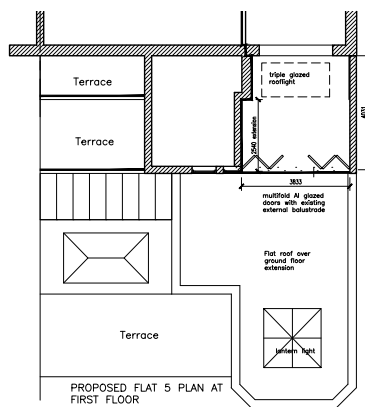 Terrace
triple glazed
rooflight
Terrace
2540 extension
4031
3833
multifold Al glazed
doors with existing
external balustrade
Flat roof over
ground floor
extension
Terrace
lantern light
PROPOSED FLAT 5 PLAN AT
FIRST FLOOR